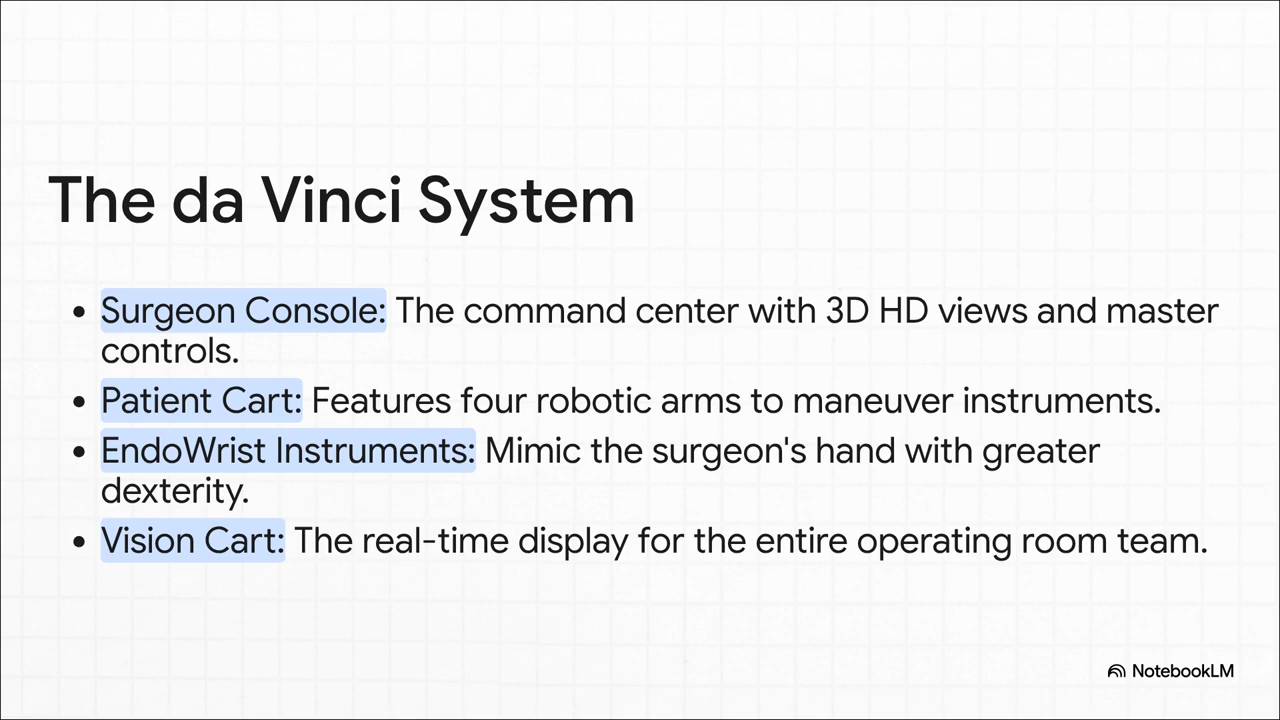 The da Vinci System
• Surgeon Console: The command center with 3D HD views and master
controls.
• Patient Cart: Features four robotic arms to maneuver instruments.
• EndoWrist Instruments: Mimic the surgeon's hand with greater
dexterity.
• Vision Cart: The real-time display for the entire operating room team.
NotebookLM